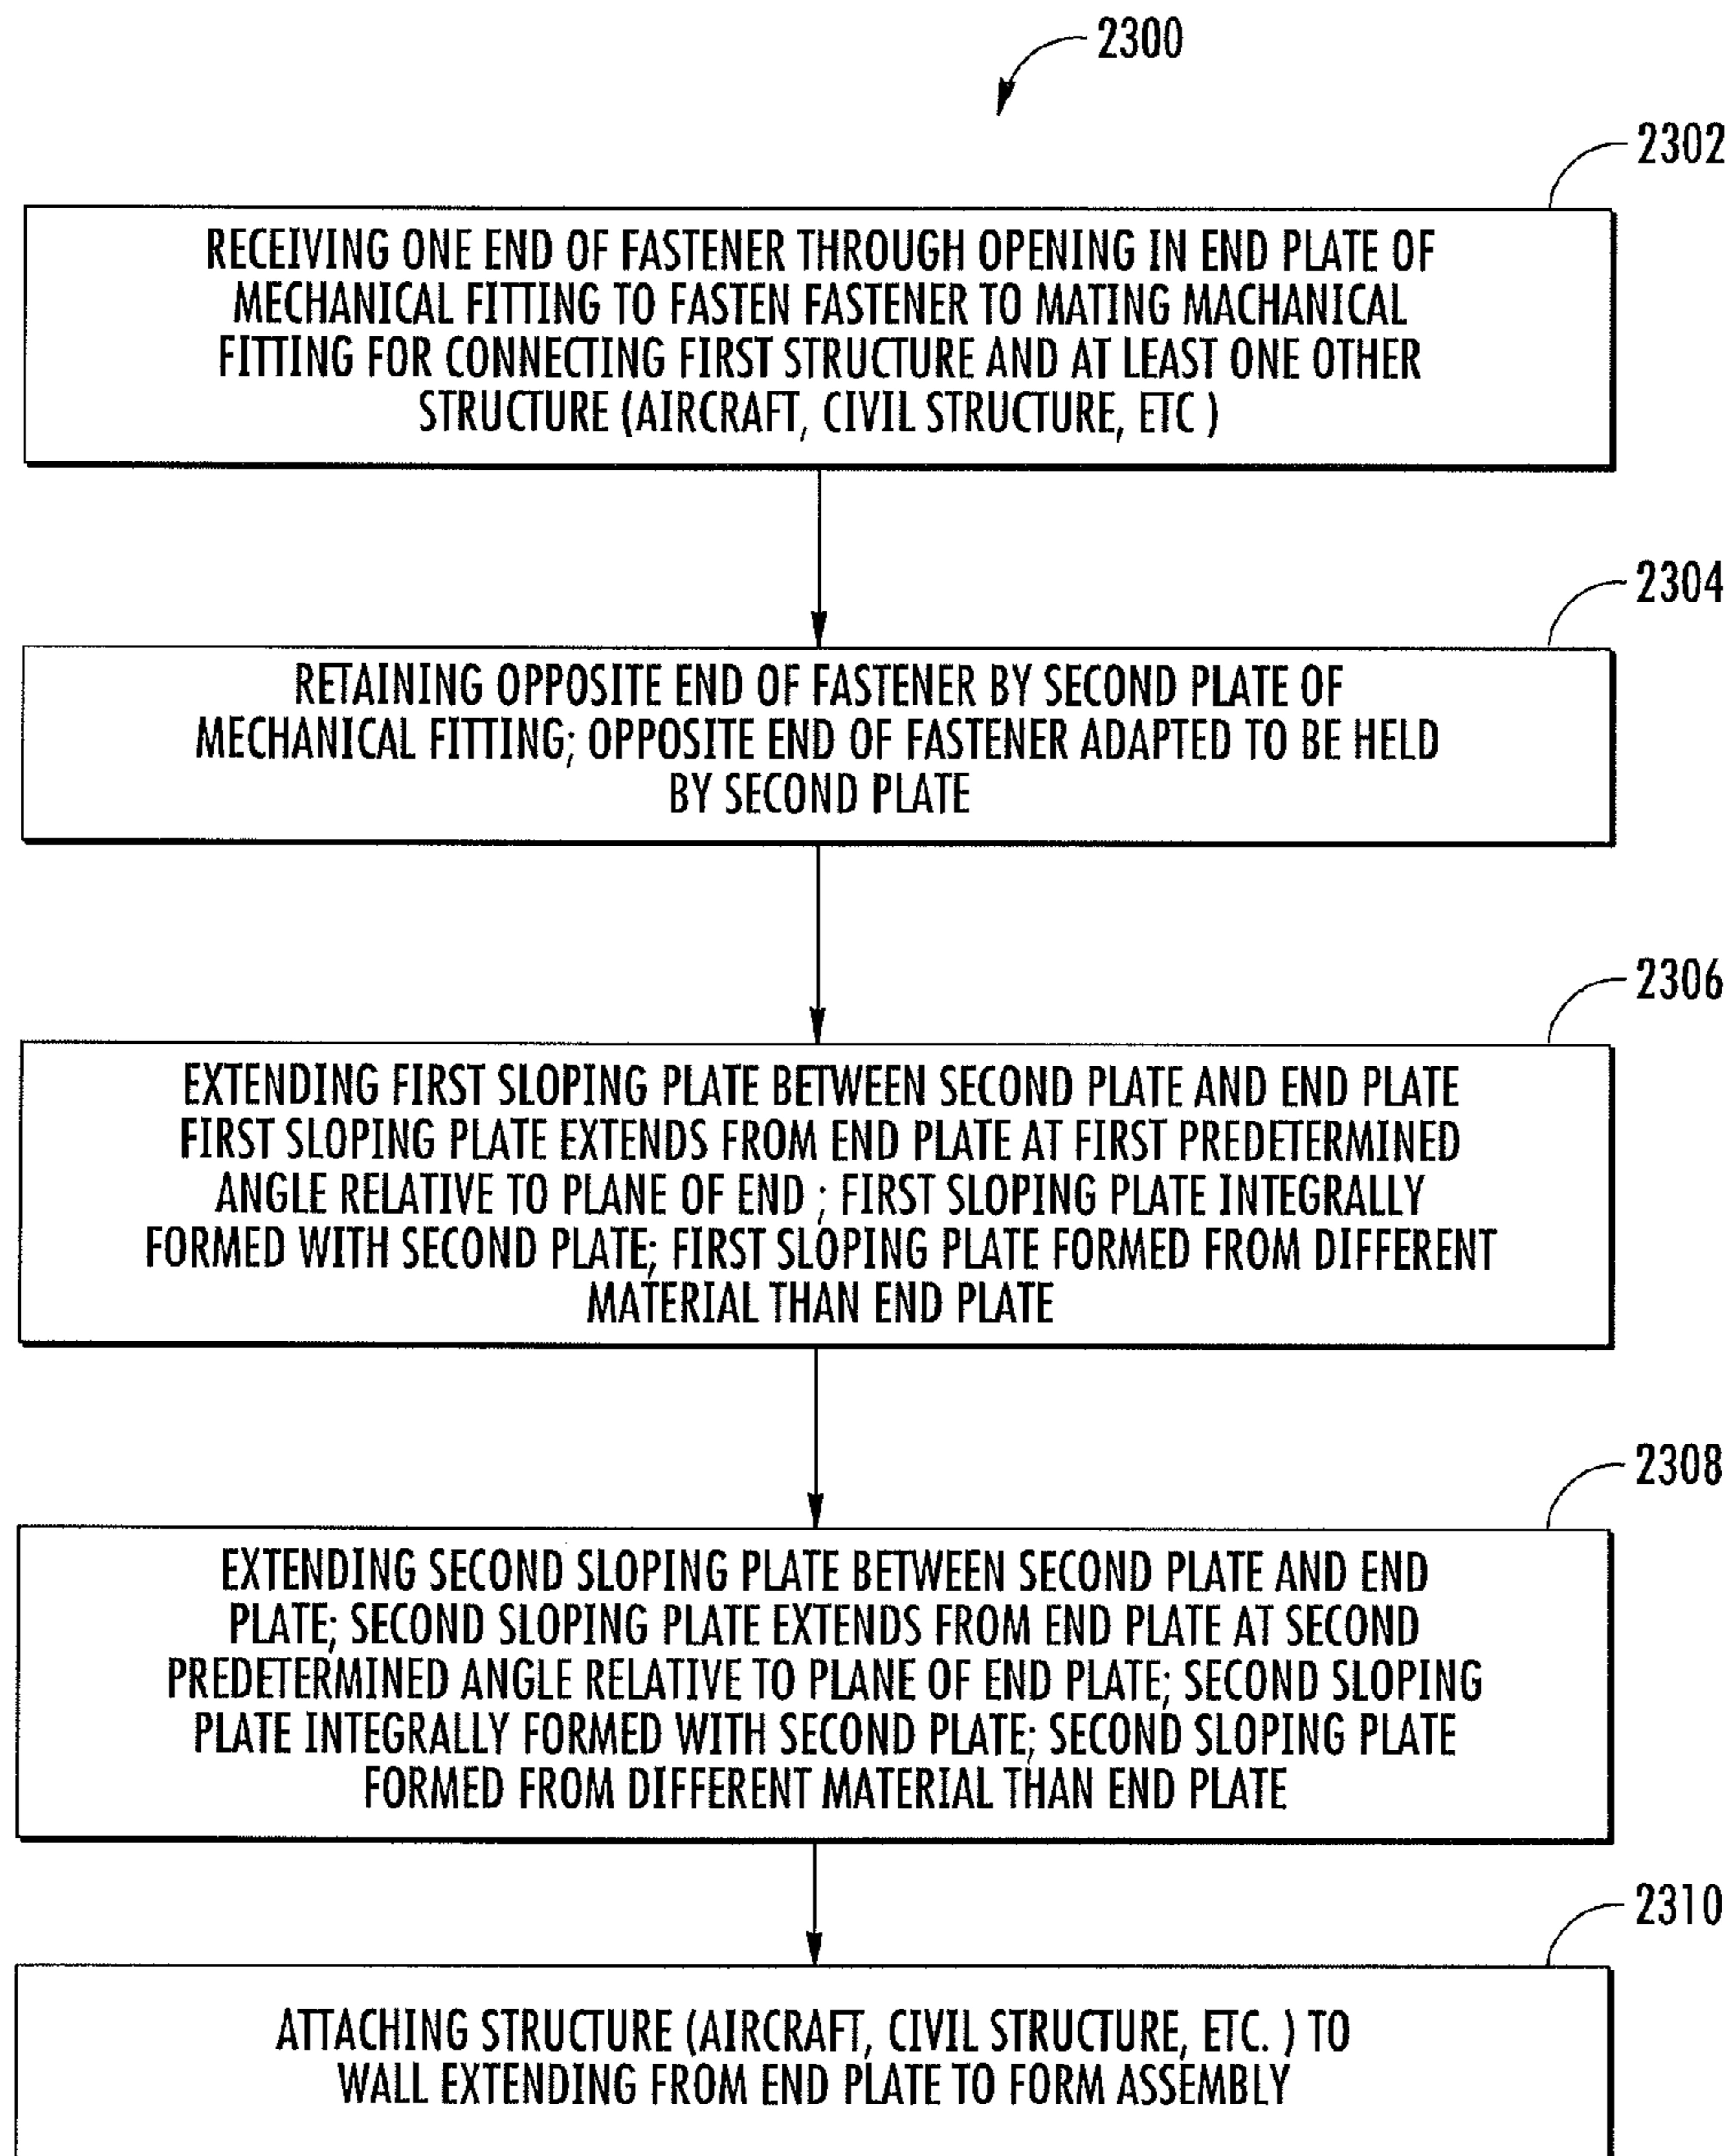 2300
2302
RECEIVING ONE END OF FASTENER THROUGH OPENING IN END PLATE OF
MECHANICAL FITTING TO FASTEN FASTENER TO MATING MACHANICAL
FITTING FOR CONNECTING FIRST STRUCTURE AND AT LEAST ONE OTHER
STRUCTURE (AIRCRAFT, CIVIL STRUCTURE, ETC )
2304
RETAINING OPPOSITE END OF FASTENER BY SECOND PLATE OF
MECHANICAL FITTING; OPPOSITE END OF FASTENER ADAPTED TO BE HELD
BY SECOND PLATE
2306
EXTENDING FIRST SLOPING PLATE BETWEEN SECOND PLATE AND END PLATE
FIRST SLOPING PLATE EXTENDS FROM END PLATE AT FIRST PREDETERMINED
ANGLE RELATIVE TO PLANE OF END ; FIRST SLOPING PLATE INTEGRALLY
FORMED WITH SECOND PLATE; FIRST SLOPING PLATE FORMED FROM DIFFERENT
MATERIAL THAN END PLATE
2308
EXTENDING SECOND SLOPING PLATE BETWEEN SECOND PLATE AND END
PLATE; SECOND SLOPING PLATE EXTENDS FROM END PLATE AT SECOND
PREDETERMINED ANGLE RELATIVE TO PLANE OF END PLATE; SECOND SLOPING
PLATE INTEGRALLY FORMED WITH SECOND PLATE; SECOND SLOPING PLATE
FORMED FROM DIFFERENT MATERIAL THAN END PLATE
2310
ATTACHING STRUCTURE (AIRCRAFT, CIVIL STRUCTURE, ETC. ) TO
WALL EXTENDING FROM END PLATE TO FORM ASSEMBLY